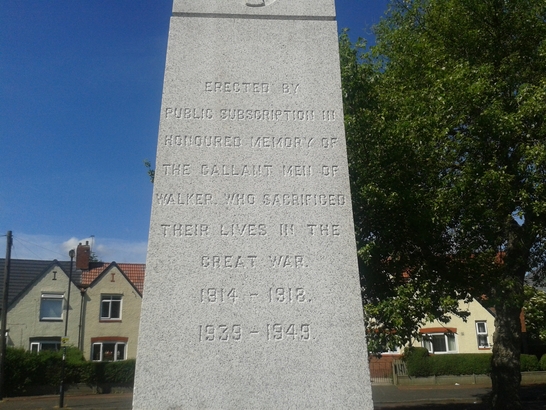 ERECTED BY
PUBLIC SUBSCRIPTION IN
HONOURED MEMORY OF
THE GALLANT MEN OF
WALKER. WHO SACRIFICED
THEIR LIVES IN THE
GREAT WAR.
1914 - 1918.
1939 - 1949.